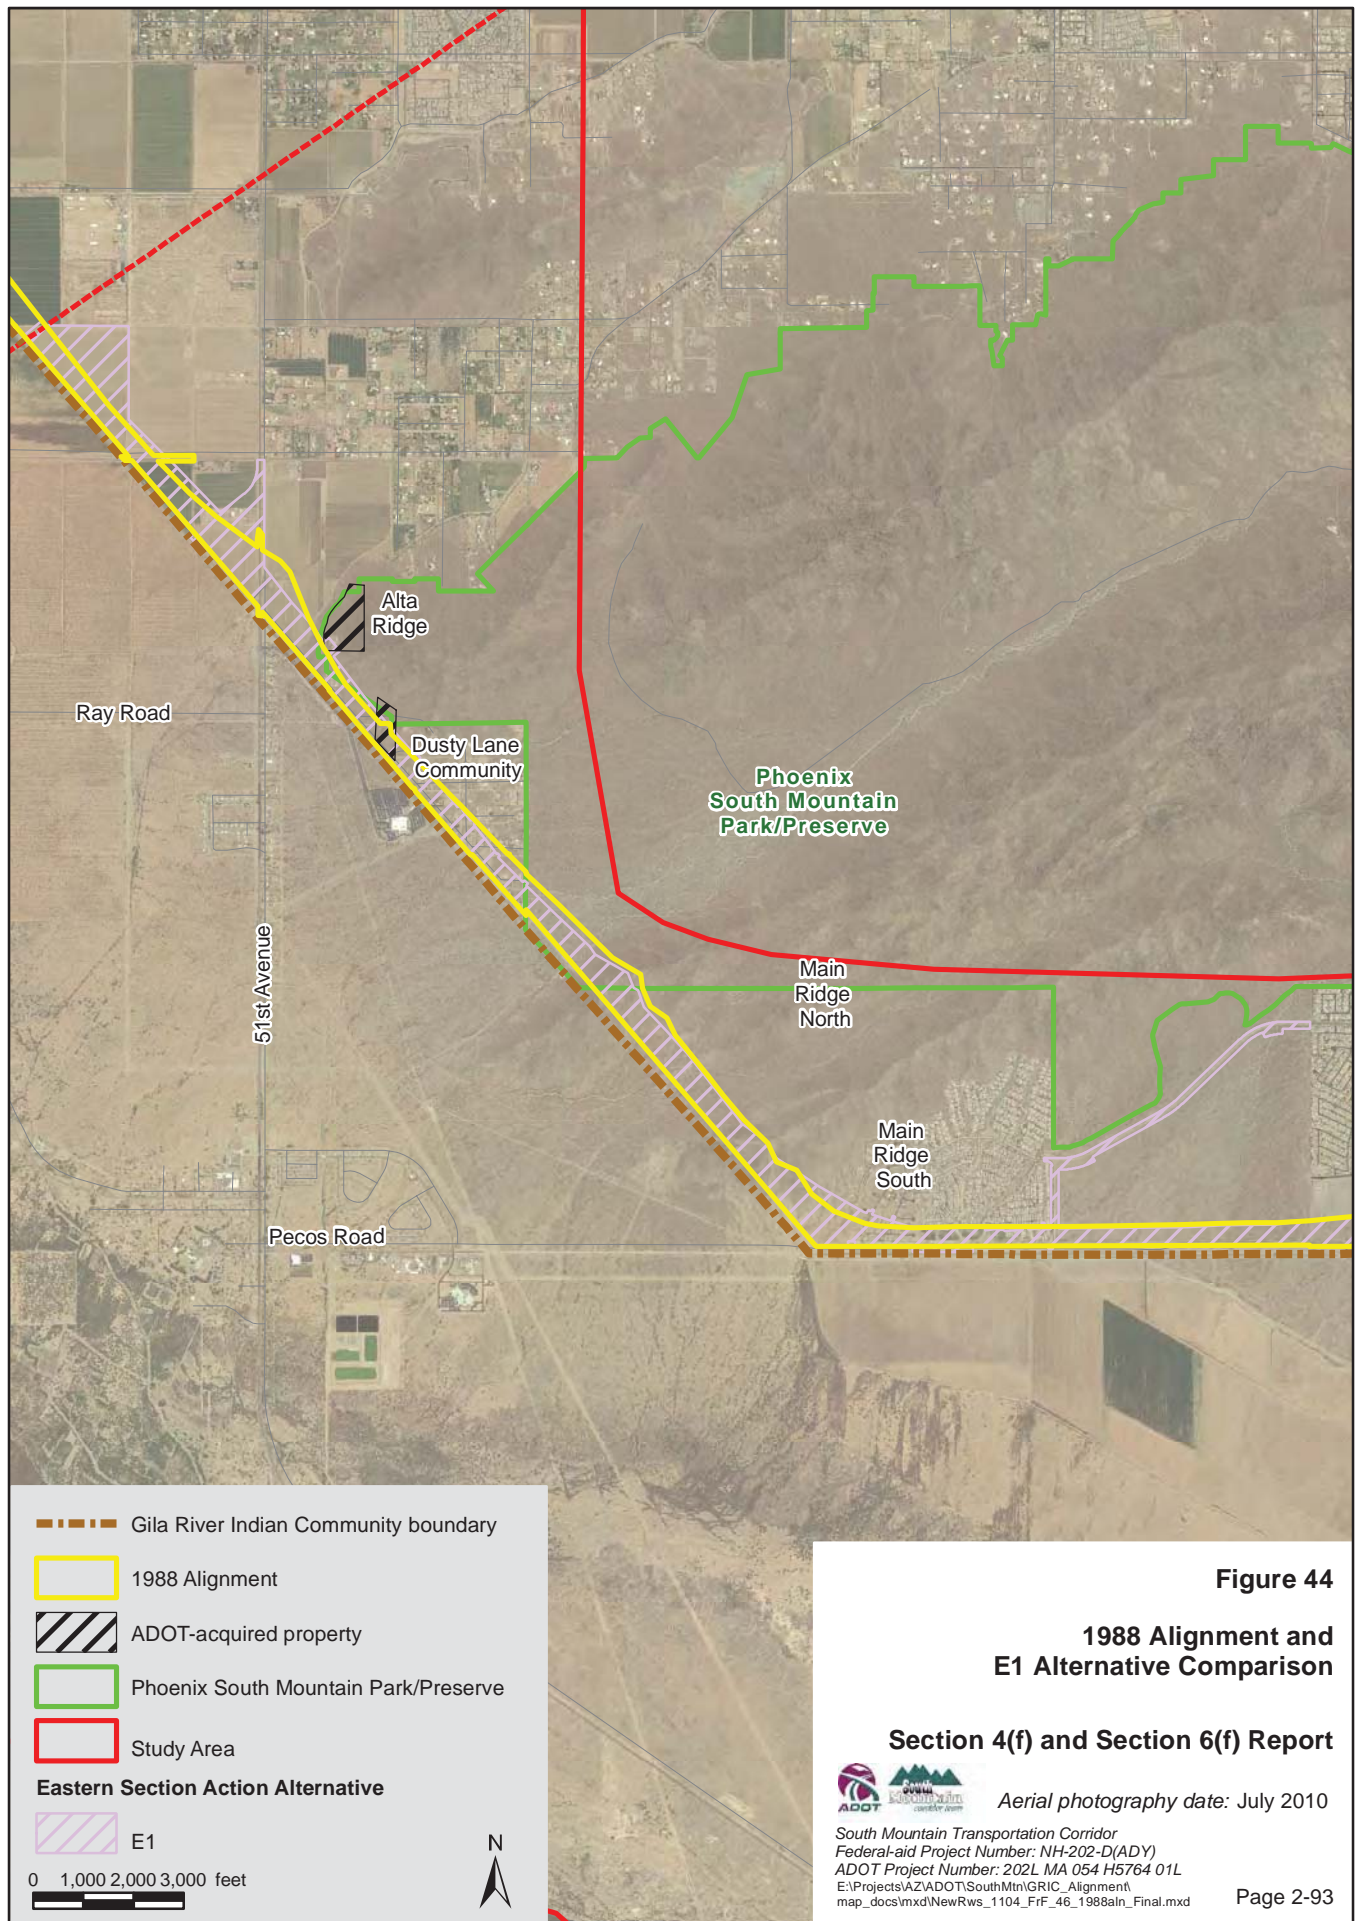 Alta
Ridge
Ray Road
Dusty Lane
Community
Phoenix
South Mountain
Park/Preserve
51st Avenue
Main
Ridge
North
Main
Ridge
South
Pecos Road
Gila River Indian Community boundary
1988 Alignment
ADOT-acquired property
Phoenix South Mountain Park/Preserve
Study Area
Eastern Section Action Alternative
E1
N
0 1,000 2,000 3,000 feet
Figure 44
1988 Alignment and
E1 Alternative Comparison
Section 4(f) and Section 6(f) Report
ADOT
South
Mountain
corridor team
Aerial photography date: July 2010
South Mountain Transportation Corridor
Federal-aid Project Number: NH-202-D(ADY)
ADOT Project Number: 202L MA 054 H5764 01L
E:\Projects\AZ\ADOT\SouthMtn\GRIC_Alignment\
map_docs\mxd\NewRws_1104_FrF_46_1988aln_Final.mxd
Page 2-93